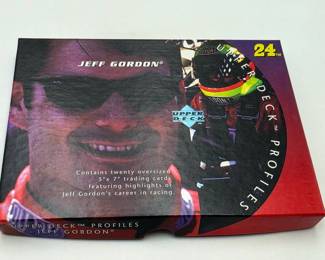 JEFF GORDON®
24™
UPPER DECK™ PROFILES
UPPER
DECK
Contains twenty oversized
5"x 7" trading cards
featuring highlights of
Jeff Gordon's career in racing.
UPPER DECK™ PROFILES
JEFF GORDON®